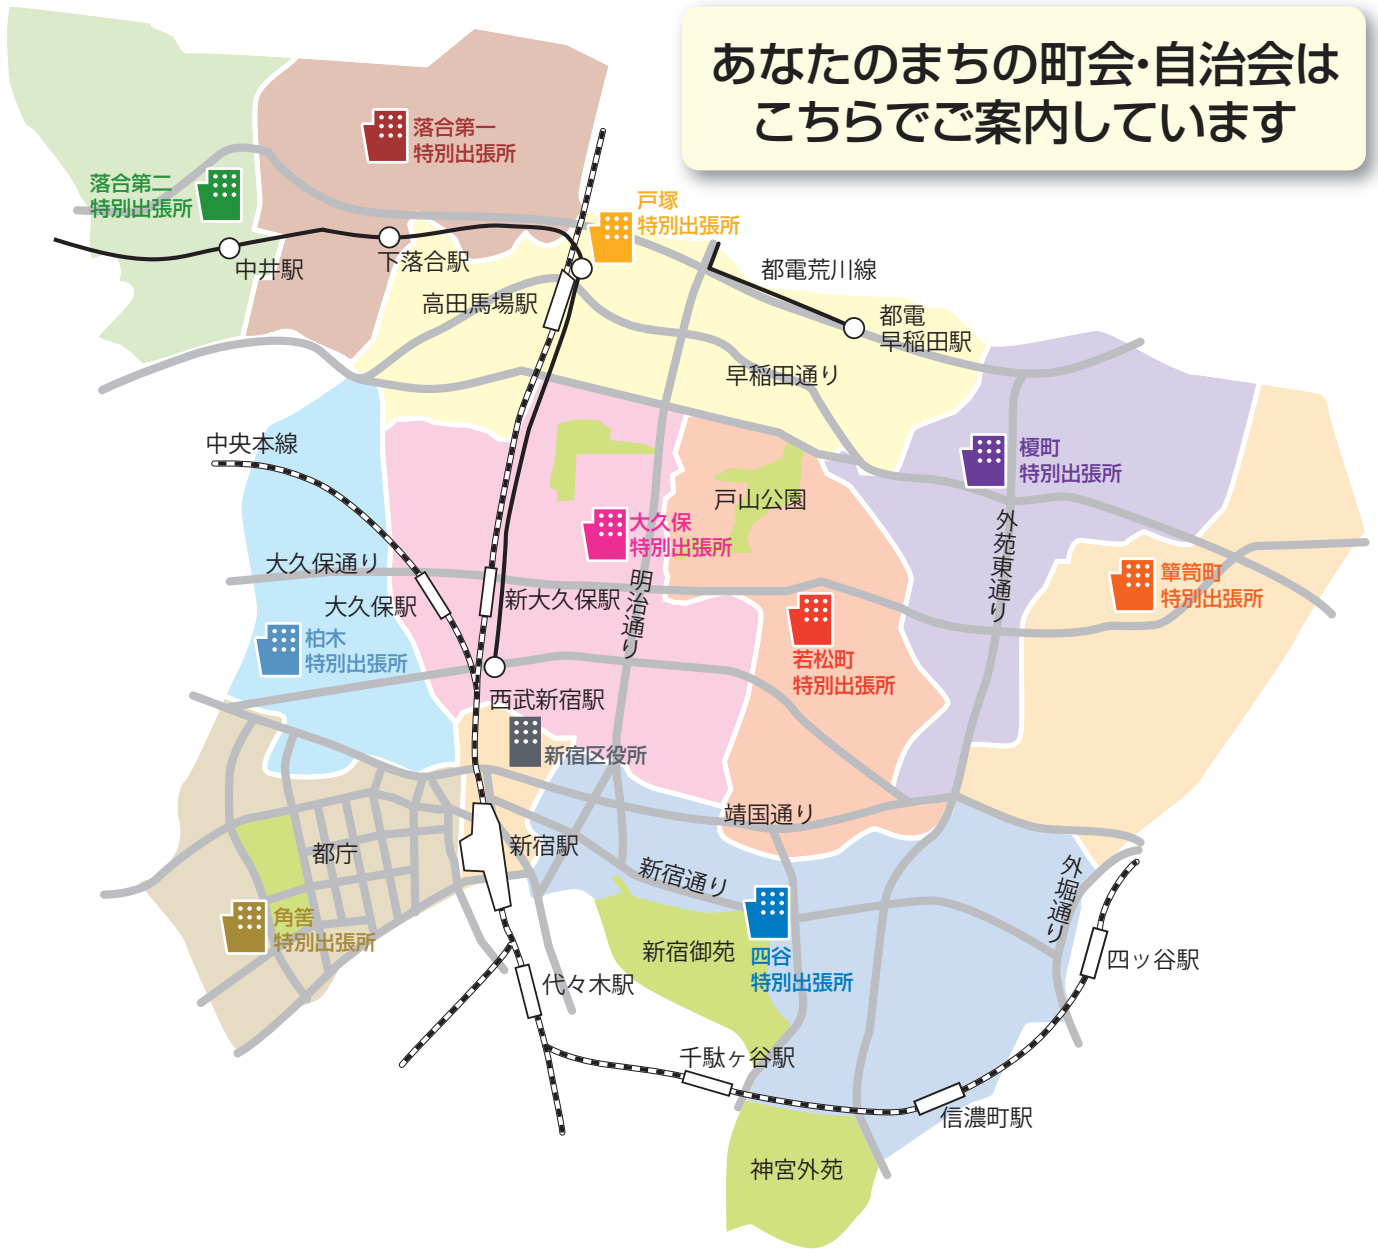 あなたのまちの町会・自治会は
こちらでご案内しています
落合第一
特別出張所
落合第二
特別出張所
戸塚
特別出張所
中井駅
下落合駅
都電荒川線
高田馬場駅
都電
早稲田駅
早稲田通り
中央本線
榎町
特別出張所
戸山公園
大久保
特別出張所
外苑東通り
大久保通り
大久保駅
新大久保駅
明治通り
箪笥町
特別出張所
柏木
特別出張所
若松町
特別出張所
西武新宿駅
新宿区役所
靖国通り
都庁
新宿駅
新宿通り
外堀通り
角筈
特別出張所
新宿御苑
四谷
特別出張所
四ッ谷駅
代々木駅
千駄ヶ谷駅
信濃町駅
神宮外苑